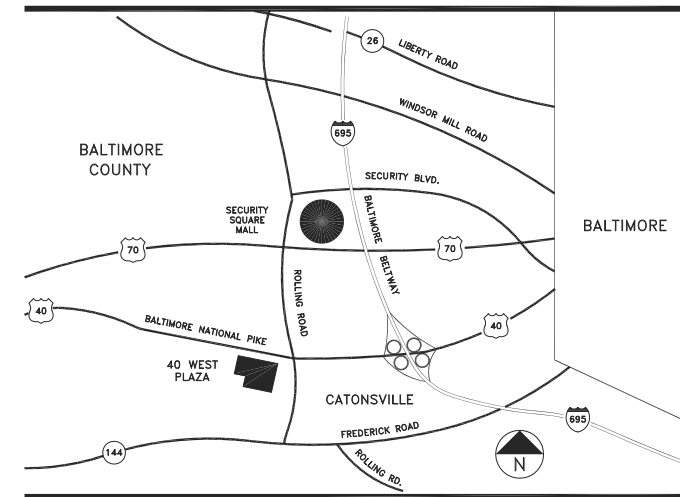 26
LIBERTY ROAD
WINDSOR MILL ROAD
695
BALTIMORE
COUNTY
SECURITY BLVD.
SECURITY
SQUARE
MALL
BALTIMORE BELTWAY
BALTIMORE
70
70
ROLLING ROAD
40
BALTIMORE NATIONAL PIKE
40
40 WEST
PLAZA
CATONSVILLE
695
FREDERICK ROAD
144
ROLLING RD.
N